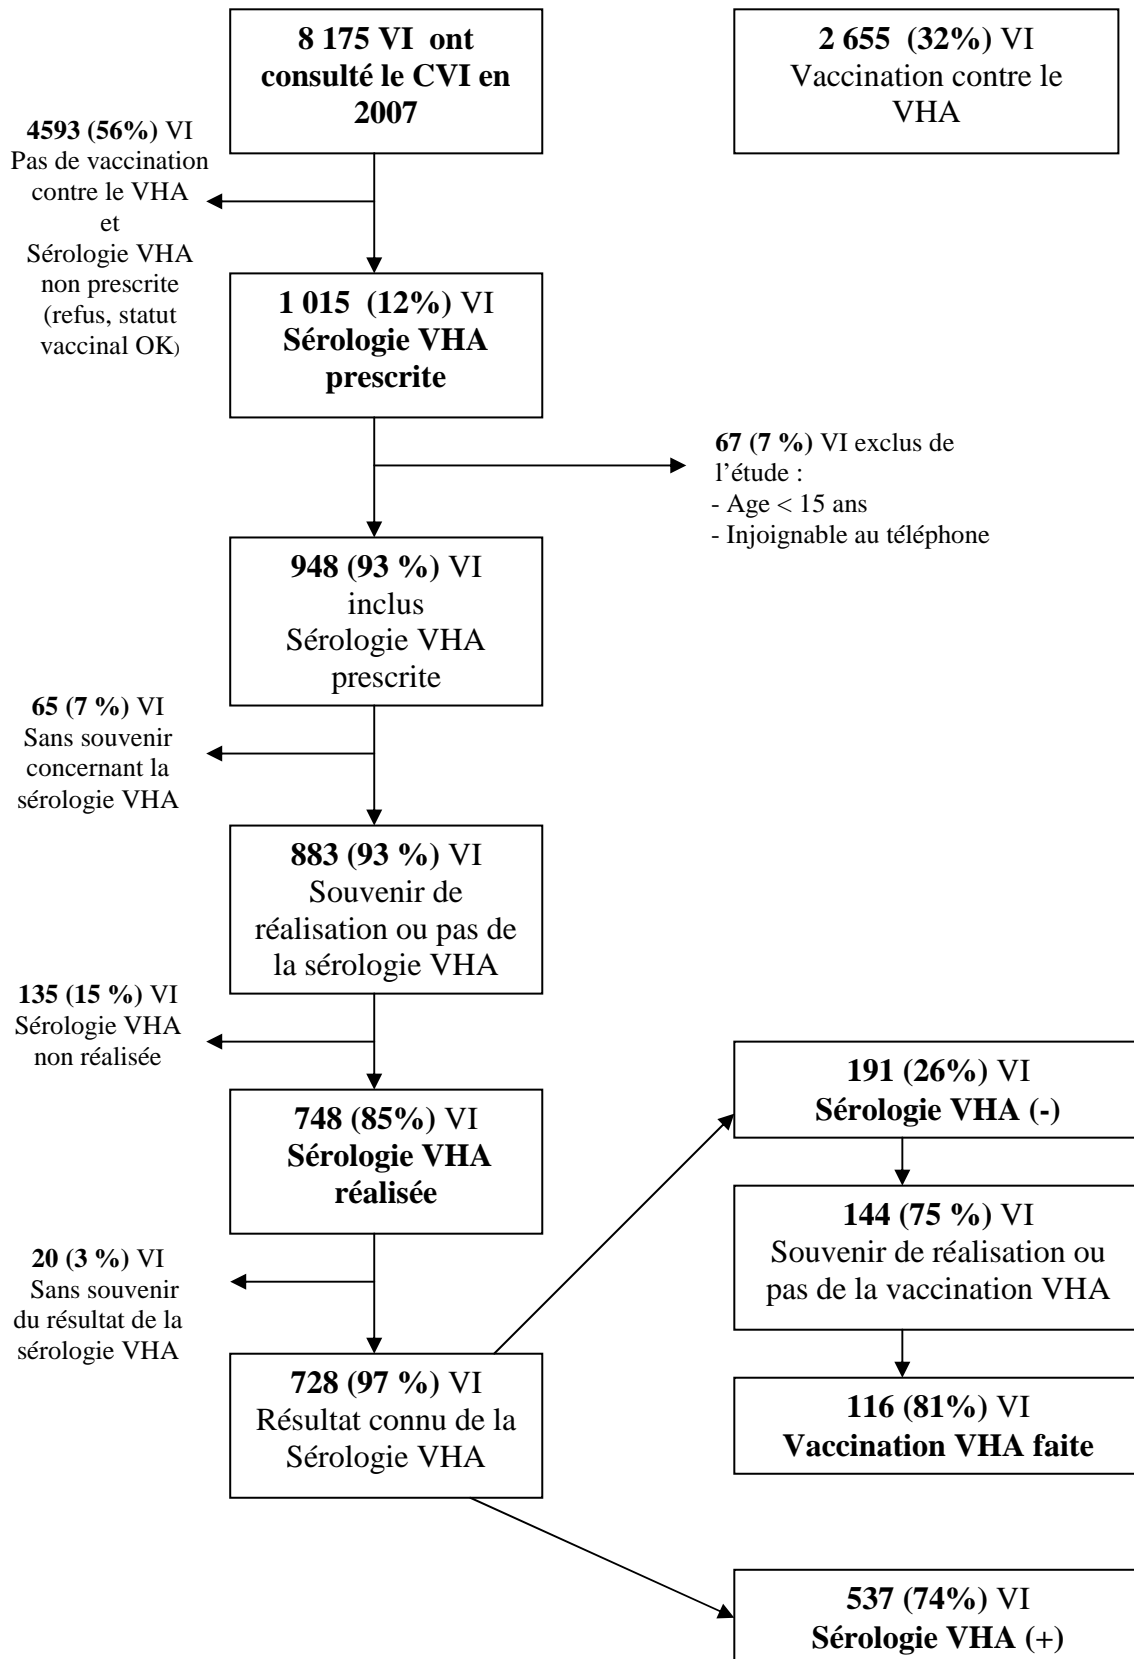 8 175 VI  ont
consulté le CVI en
2007
2 655  (32%) VI
Vaccination contre le
VHA
4593 (56%) VI
Pas de vaccination
contre le VHA
et
Sérologie VHA
non prescrite
(refus, statut
vaccinal OK)
1 015  (12%) VI
Sérologie VHA
prescrite
67 (7 %) VI exclus de
l’étude :
- Age < 15 ans
- Injoignable au téléphone
948 (93 %) VI
inclus
Sérologie VHA
prescrite
65 (7 %) VI
Sans souvenir
concernant la
sérologie VHA
883 (93 %) VI
Souvenir de
réalisation ou pas de
la sérologie VHA
135 (15 %) VI
Sérologie VHA
non réalisée
748 (85%) VI
Sérologie VHA
réalisée
191 (26%) VI
Sérologie VHA (-)
144 (75 %) VI
Souvenir de réalisation ou
pas de la vaccination VHA
20 (3 %) VI
Sans souvenir
du résultat de la
sérologie VHA
728 (97 %) VI
Résultat connu de la
Sérologie VHA
116 (81%) VI
Vaccination VHA faite
537 (74%) VI
Sérologie VHA (+)